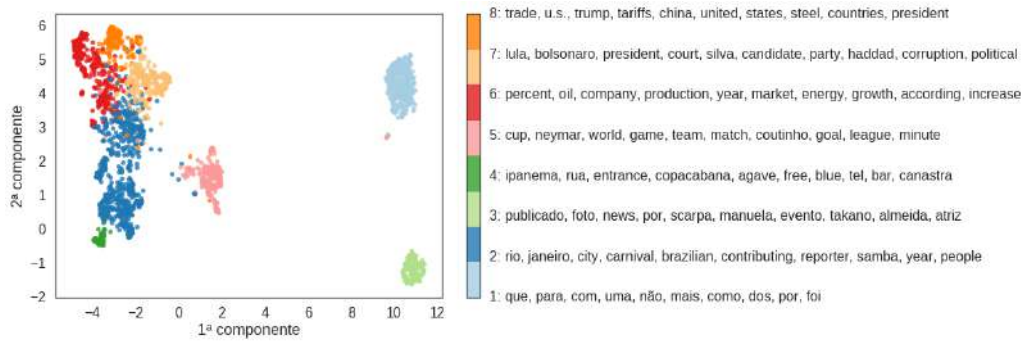 6
5
4
3
2
1
0
−1
−2
2ª componente
−4
−2
0
2
4
6
8
10
12
1ª componente
8: trade, u.s., trump, tariffs, china, united, states, steel, countries, president
7: lula, bolsonaro, president, court, silva, candidate, party, haddad, corruption, political
6: percent, oil, company, production, year, market, energy, growth, according, increase
5: cup, neymar, world, game, team, match, coutinho, goal, league, minute
4: ipanema, rua, entrance, copacabana, agave, free, blue, tel, bar, canastra
3: publicado, foto, news, por, scarpa, manuela, evento, takano, almeida, atriz
2: rio, janeiro, city, carnival, brazilian, contributing, reporter, samba, year, people
1: que, para, com, uma, não, mais, como, dos, por, foi